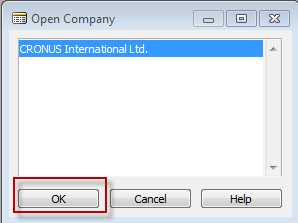 Open Company
CRONUS International Ltd.
OK
Cancel
Help